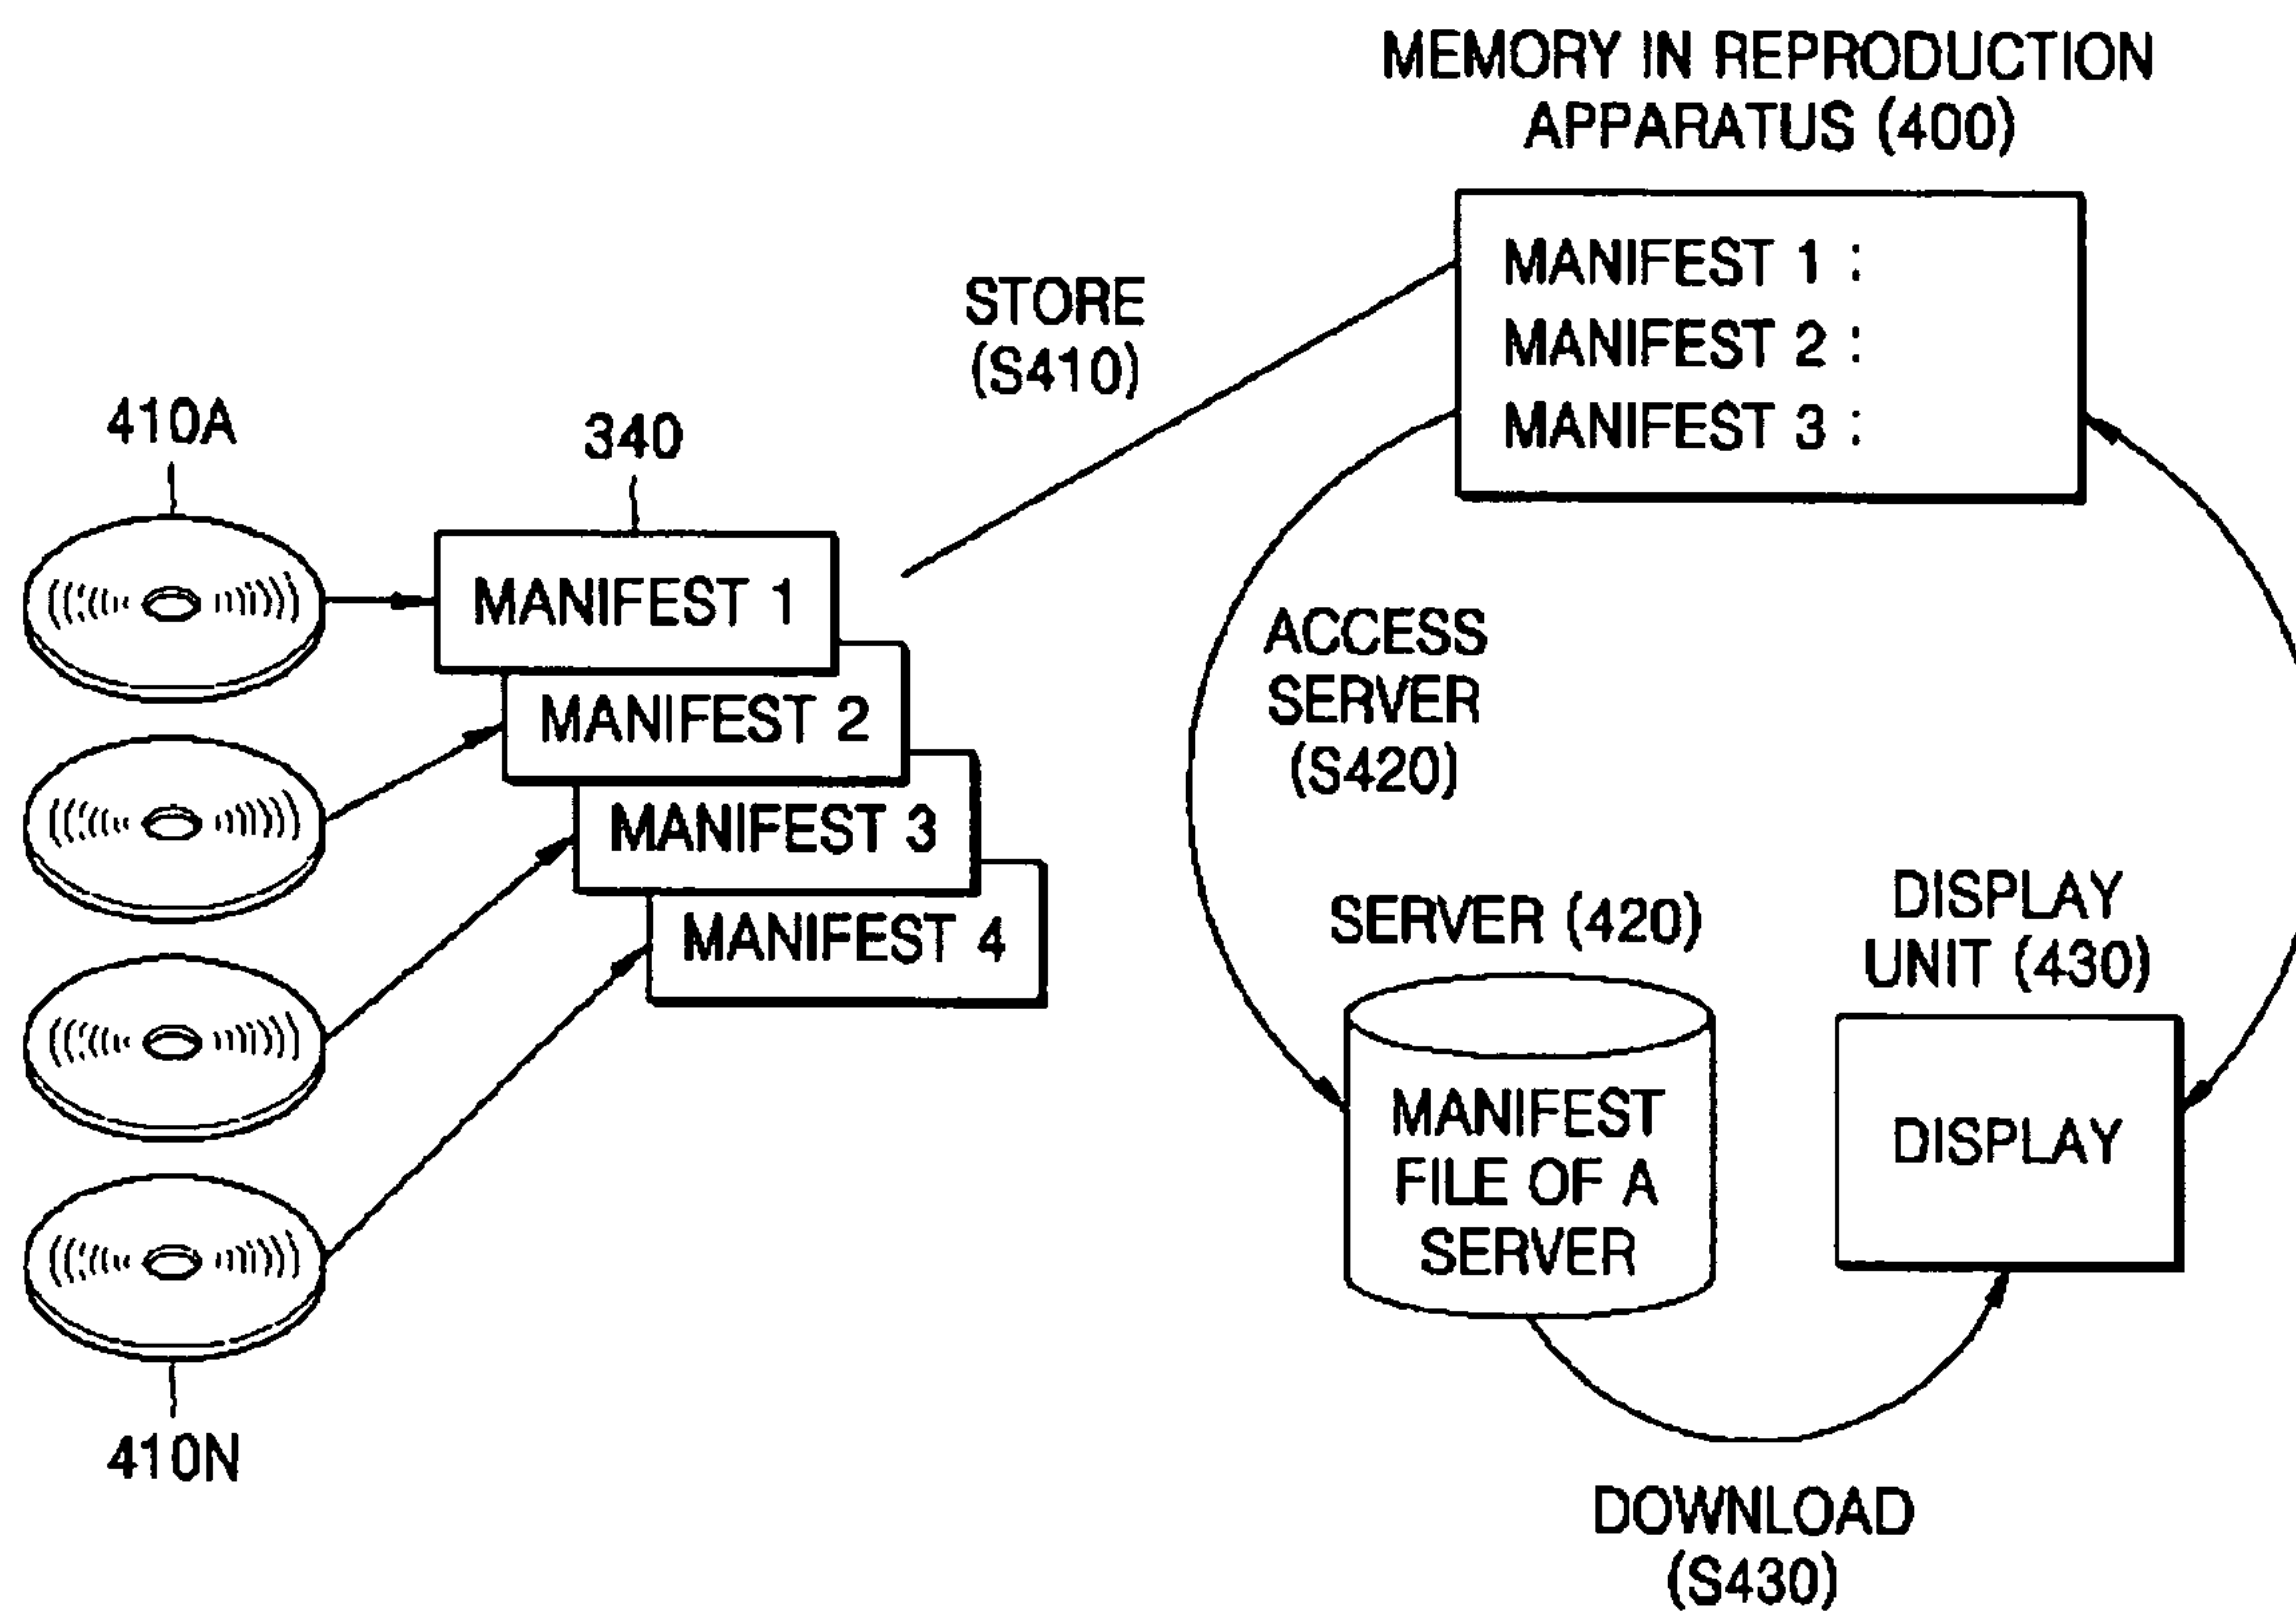 MEMORY IN REPRODUCTION
APPARATUS (400)
MANIFEST 1 :
MANIFEST 2 :
MANIFEST 3 :
STORE
(S410)
410A
340
MANIFEST 1
MANIFEST 2
MANIFEST 3
MANIFEST 4
410N
ACCESS
SERVER
(S420)
SERVER (420)
MANIFEST
FILE OF A
SERVER
DISPLAY
UNIT (430)
DISPLAY
DOWNLOAD
(S430)